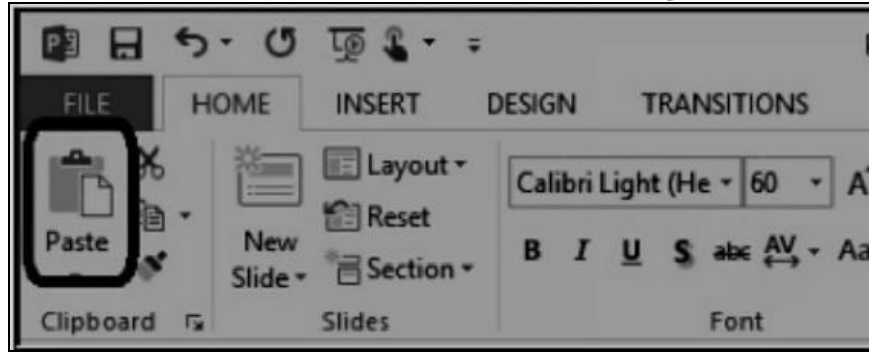 FILE HOME INSERT DESIGN TRANSITIONS
Layout
Calibri Light (He 60 A
Reset
Paste New
Slide
B I U S abc AV Aa
Section
Clipboard Slides Font